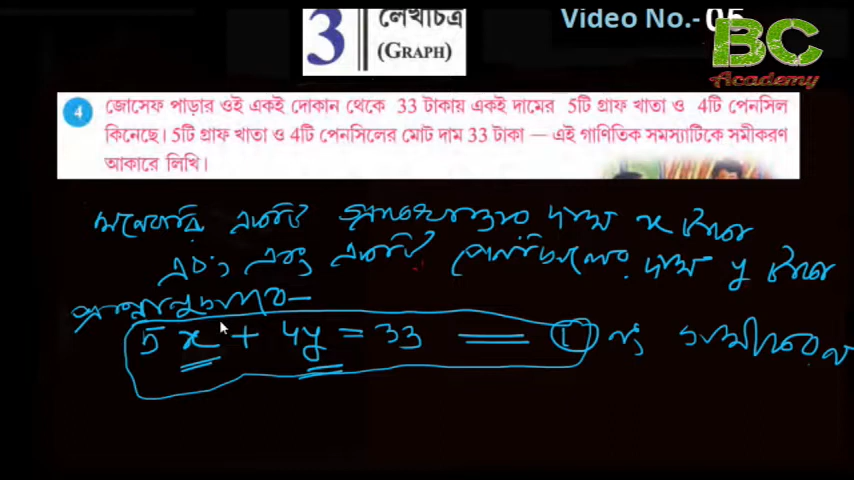 3
লেখচিত্র
(GRAPH)
Video No.- 05
BC
Academy
4 জোসেফ পাড়ার ওই একই দোকান থেকে 33 টাকায় একই দামের 5টি গ্রাফ খাতা ও 4টি পেনসিল
কিনেছে। 5টি গ্রাফ খাতা ও 4টি পেনসিলের মোট দাম 33 টাকা — এই গাণিতিক সমস্যাটিকে সমীকরণ
আকারে লিখি।
মনেকরি একটি গ্রাফখাতার দাম x টাকা
এবং একটি পেনসিলের দাম y টাকা
প্রশ্নানুসারে—
5x + 4y = 33 —— ① নং সমীকরণ